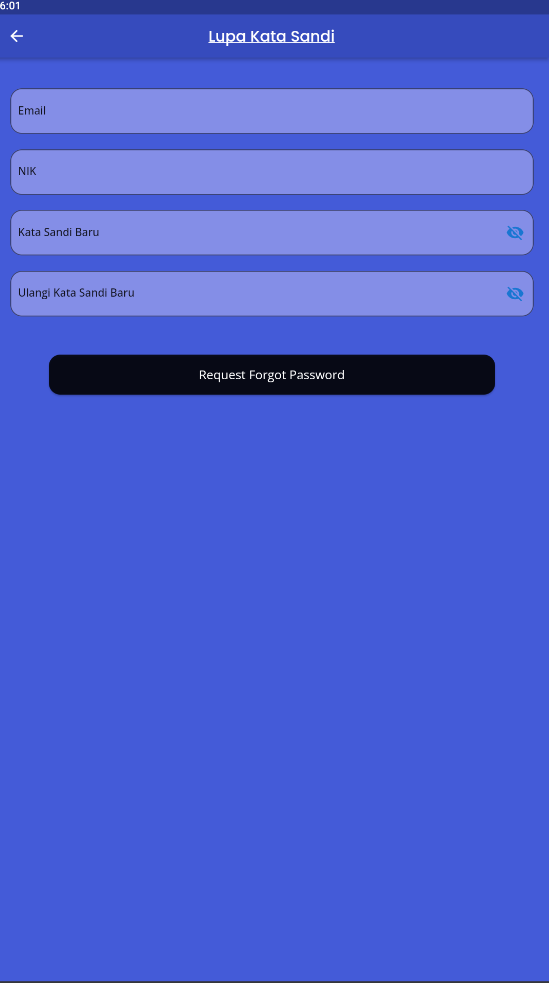 6:01
Lupa Kata Sandi
Email
NIK
Kata Sandi Baru
Ulangi Kata Sandi Baru
Request Forgot Password